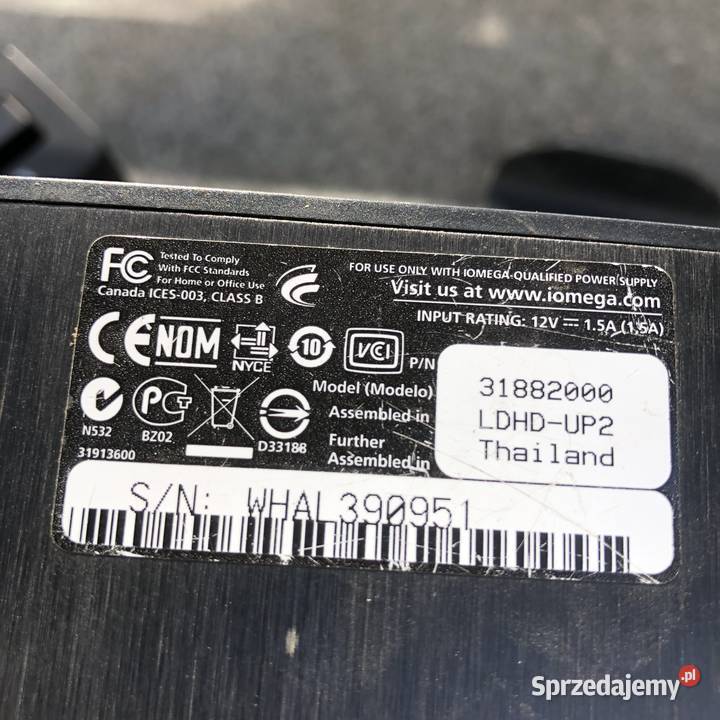 FC Tested To Comply
With FCC Standards
For Home or Office Use
Canada ICES-003, CLASS B
FOR USE ONLY WITH IOMEGA-QUALIFIED POWER SUPPLY
Visit us at www.iomega.com
INPUT RATING: 12V 1.5A (1.5A)
CE NOM NYCE 10 VCI P/N 31882000
Model (Modelo) LDHD-UP2
Assembled in Thailand
Further
Assembled in
N532 BZ02 D33188
31913600
S/N: WHAL390951
Sprzedajemy.pl